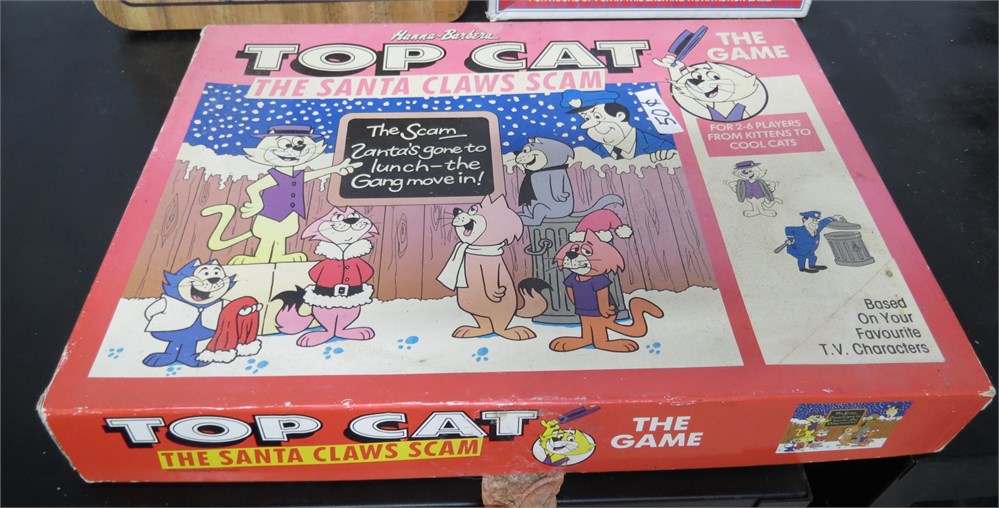 Hanna-Barbera
TOP CAT
THE SANTA CLAWS SCAM
THE
GAME
FOR 2-6 PLAYERS
FROM KITTENS TO
COOL CATS
The Scam
Zanta's gone to
lunch-the
Gang move in!
Based
On Your
Favourite
T.V. Characters
TOP CAT
THE SANTA CLAWS SCAM
THE
GAME